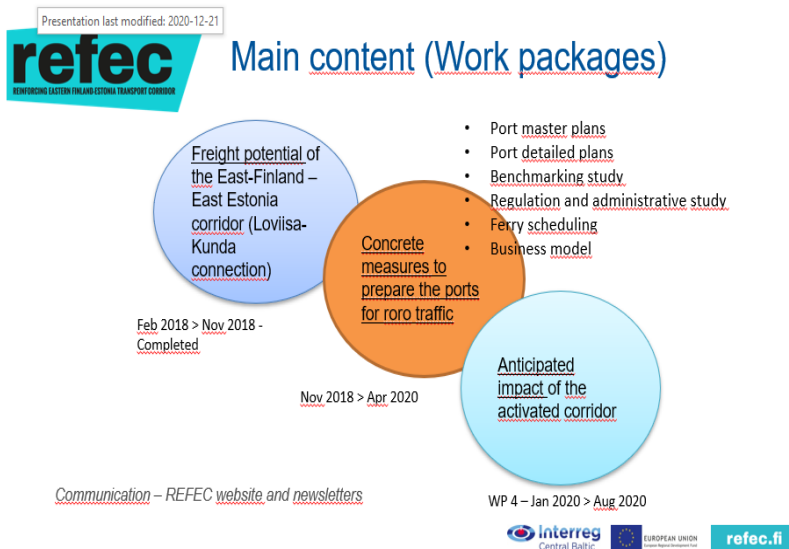 Presentation last modified: 2020-12-21
refec
REINFORCING EASTERN FINLAND-ESTONIA TRANSPORT CORRIDOR
Main content (Work packages)
Freight potential of
the East-Finland –
East Estonia
corridor (Loviisa-
Kunda
connection)
Feb 2018 > Nov 2018 -
Completed
• Port master plans
• Port detailed plans
• Benchmarking study
• Regulation and administrative study
• Ferry scheduling
• Business model
Concrete
measures to
prepare the ports
for roro traffic
Nov 2018 > Apr 2020
Anticipated
impact of the
activated corridor
WP 4 – Jan 2020 > Aug 2020
Communication – REFEC website and newsletters
Interreg
Central Baltic
EUROPEAN UNION
European Regional Development Fund
refec.fi